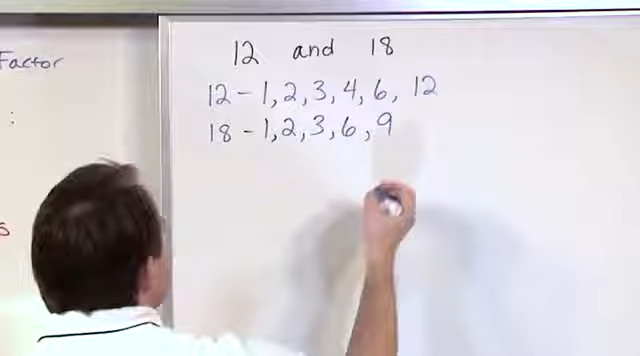 Factor
:
s
12 and 18
12 - 1, 2, 3, 4, 6, 12
18 - 1, 2, 3, 6, 9